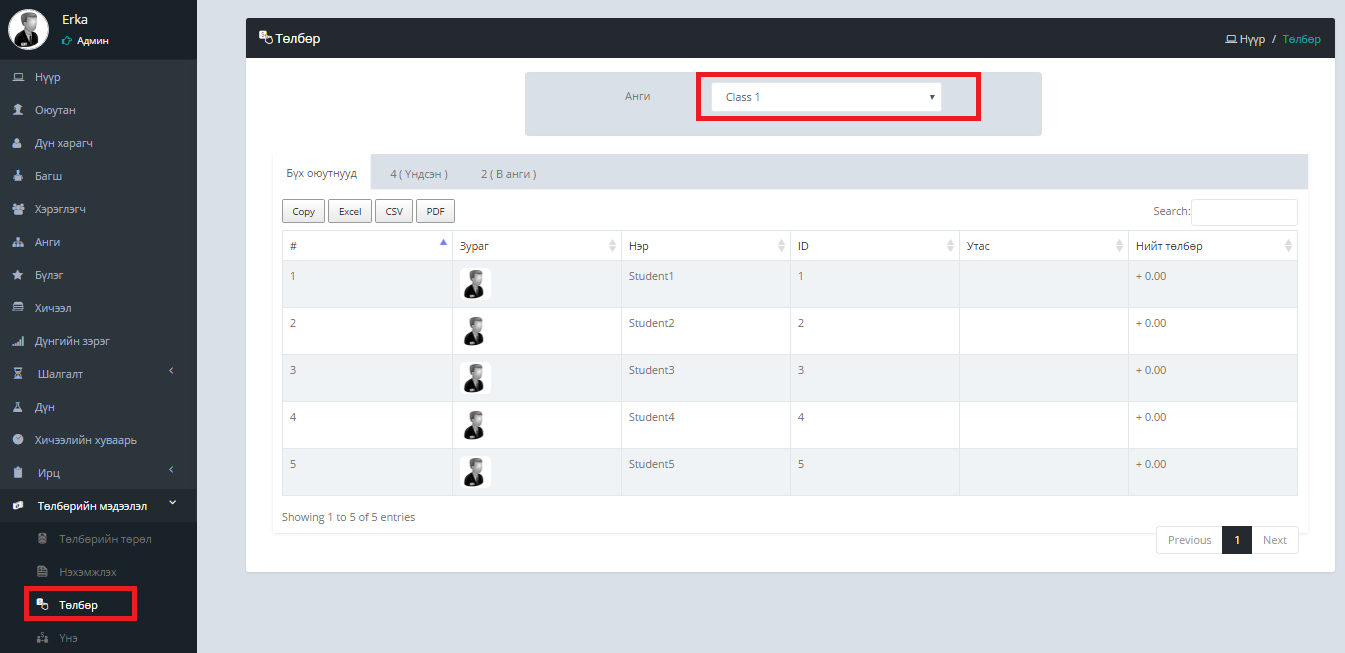 Erka
Админ
Нүүр
Оюутан
Дүн харагч
Багш
Хэрэглэгч
Анги
Бүлэг
Хичээл
Дүнгийн зэрэг
Шалгалт
Дүн
Хичээлийн хуваарь
Ирц
Төлбөрийн мэдээлэл
Төлбөрийн төрөл
Нэхэмжлэх
Төлбөр
Үнэ
Төлбөр
Нүүр / Төлбөр
Анги Class 1
Бүх оюутнууд 4 ( Үндсэн ) 2 ( В анги )
Copy Excel CSV PDF Search:
# Зураг Нэр ID Утас Нийт төлбөр
1 Student1 1 + 0.00
2 Student2 2 + 0.00
3 Student3 3 + 0.00
4 Student4 4 + 0.00
5 Student5 5 + 0.00
Showing 1 to 5 of 5 entries
Previous 1 Next